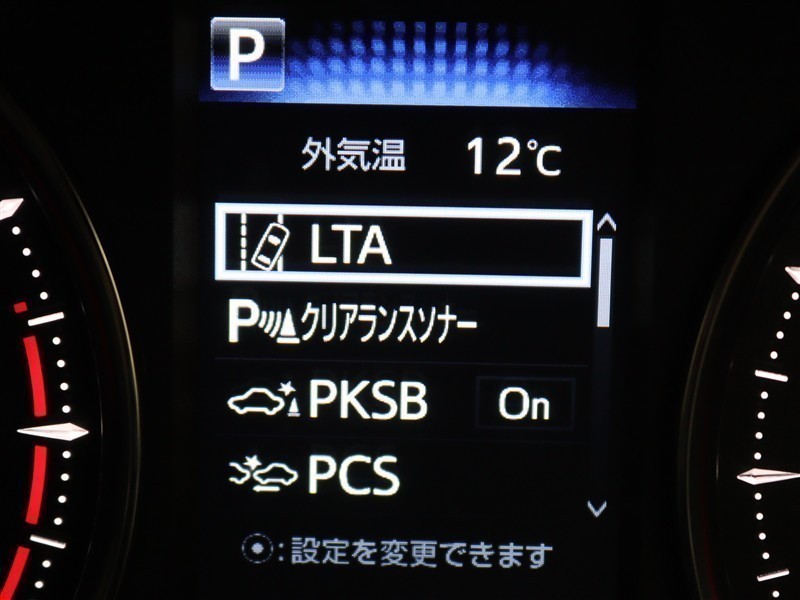 P
外気温 12℃
LTA
Pクリアランスソナー
PKSB On
PCS
:設定を変更できます